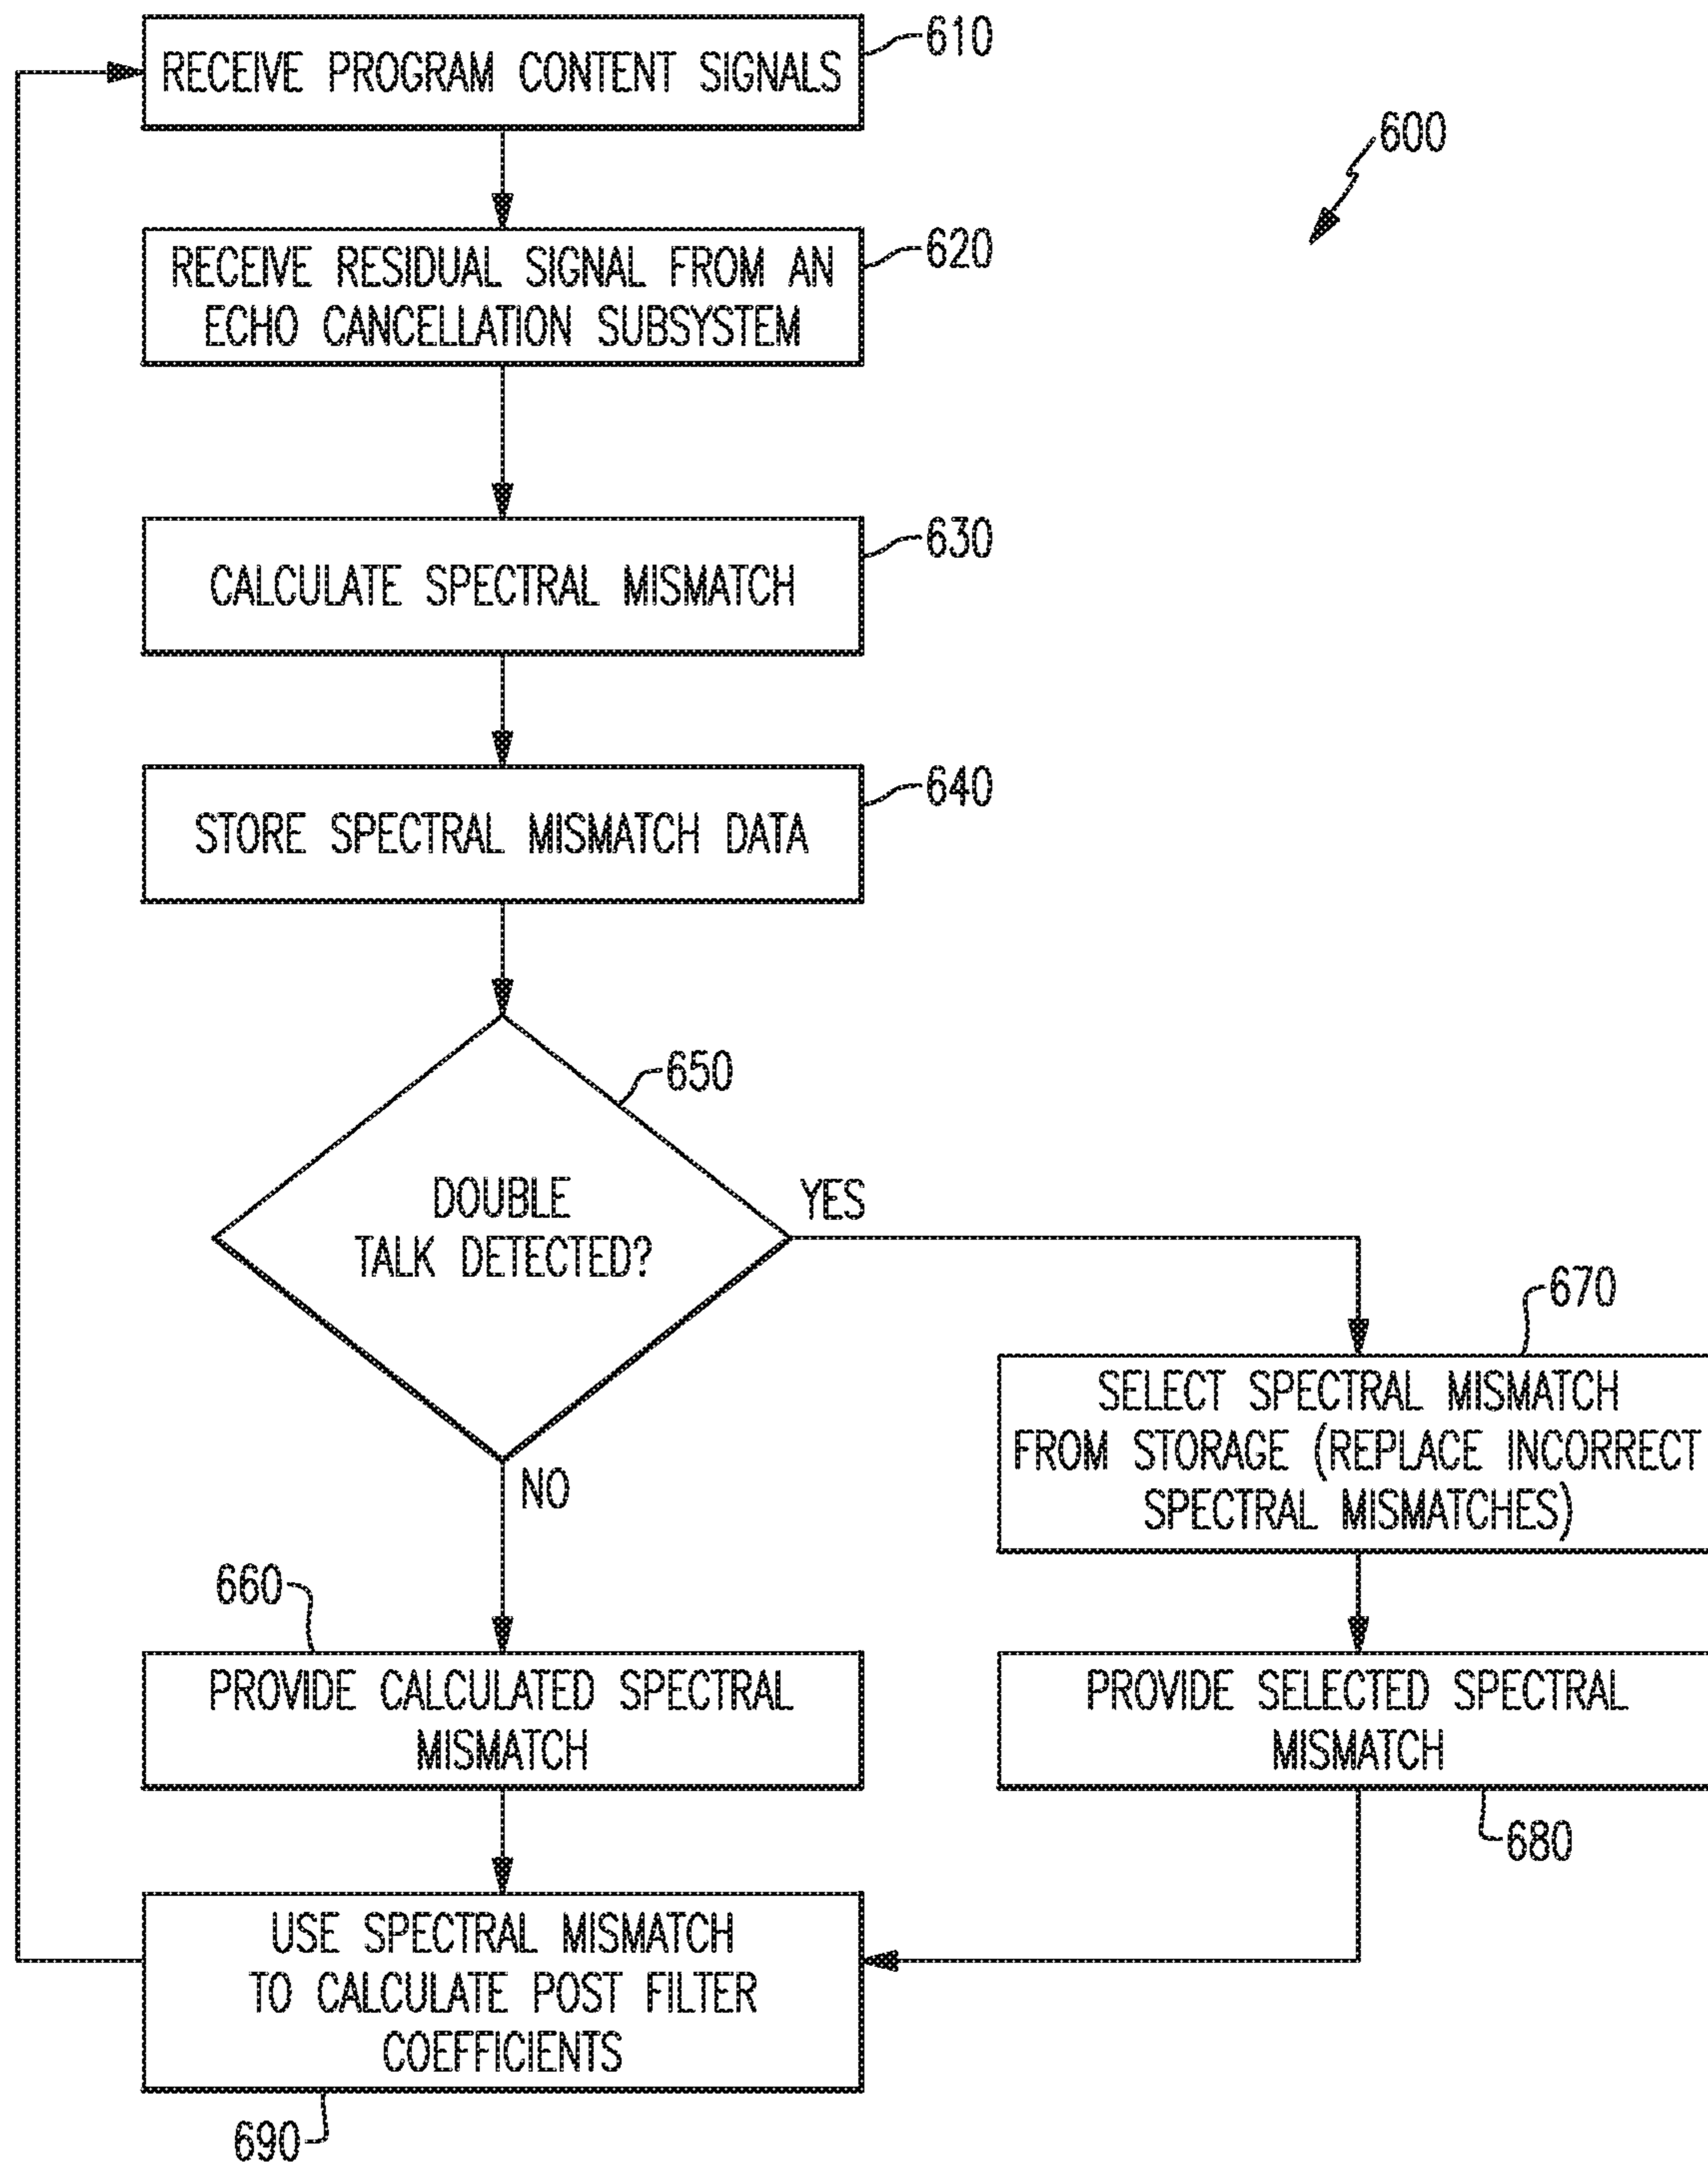 RECEIVE PROGRAM CONTENT SIGNALS
610
600
RECEIVE RESIDUAL SIGNAL FROM AN
ECHO CANCELLATION SUBSYSTEM
620
CALCULATE SPECTRAL MISMATCH
630
STORE SPECTRAL MISMATCH DATA
640
DOUBLE
TALK DETECTED?
650
YES
NO
670
SELECT SPECTRAL MISMATCH
FROM STORAGE (REPLACE INCORRECT
SPECTRAL MISMATCHES)
660
PROVIDE CALCULATED SPECTRAL
MISMATCH
PROVIDE SELECTED SPECTRAL
MISMATCH
680
USE SPECTRAL MISMATCH
TO CALCULATE POST FILTER
COEFFICIENTS
690